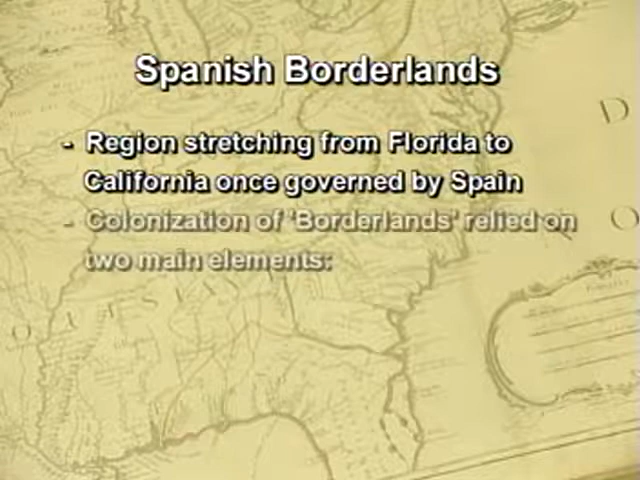 Spanish Borderlands
- Region stretching from Florida to
California once governed by Spain
- Colonization of 'Borderlands' relied on
two main elements:
D
O